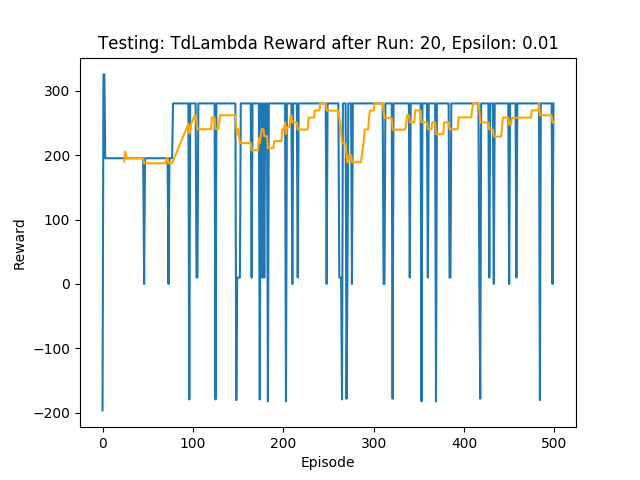 Testing: TdLambda Reward after Run: 20, Epsilon: 0.01
300
200
100
0
−100
−200
Reward
0 100 200 300 400 500
Episode